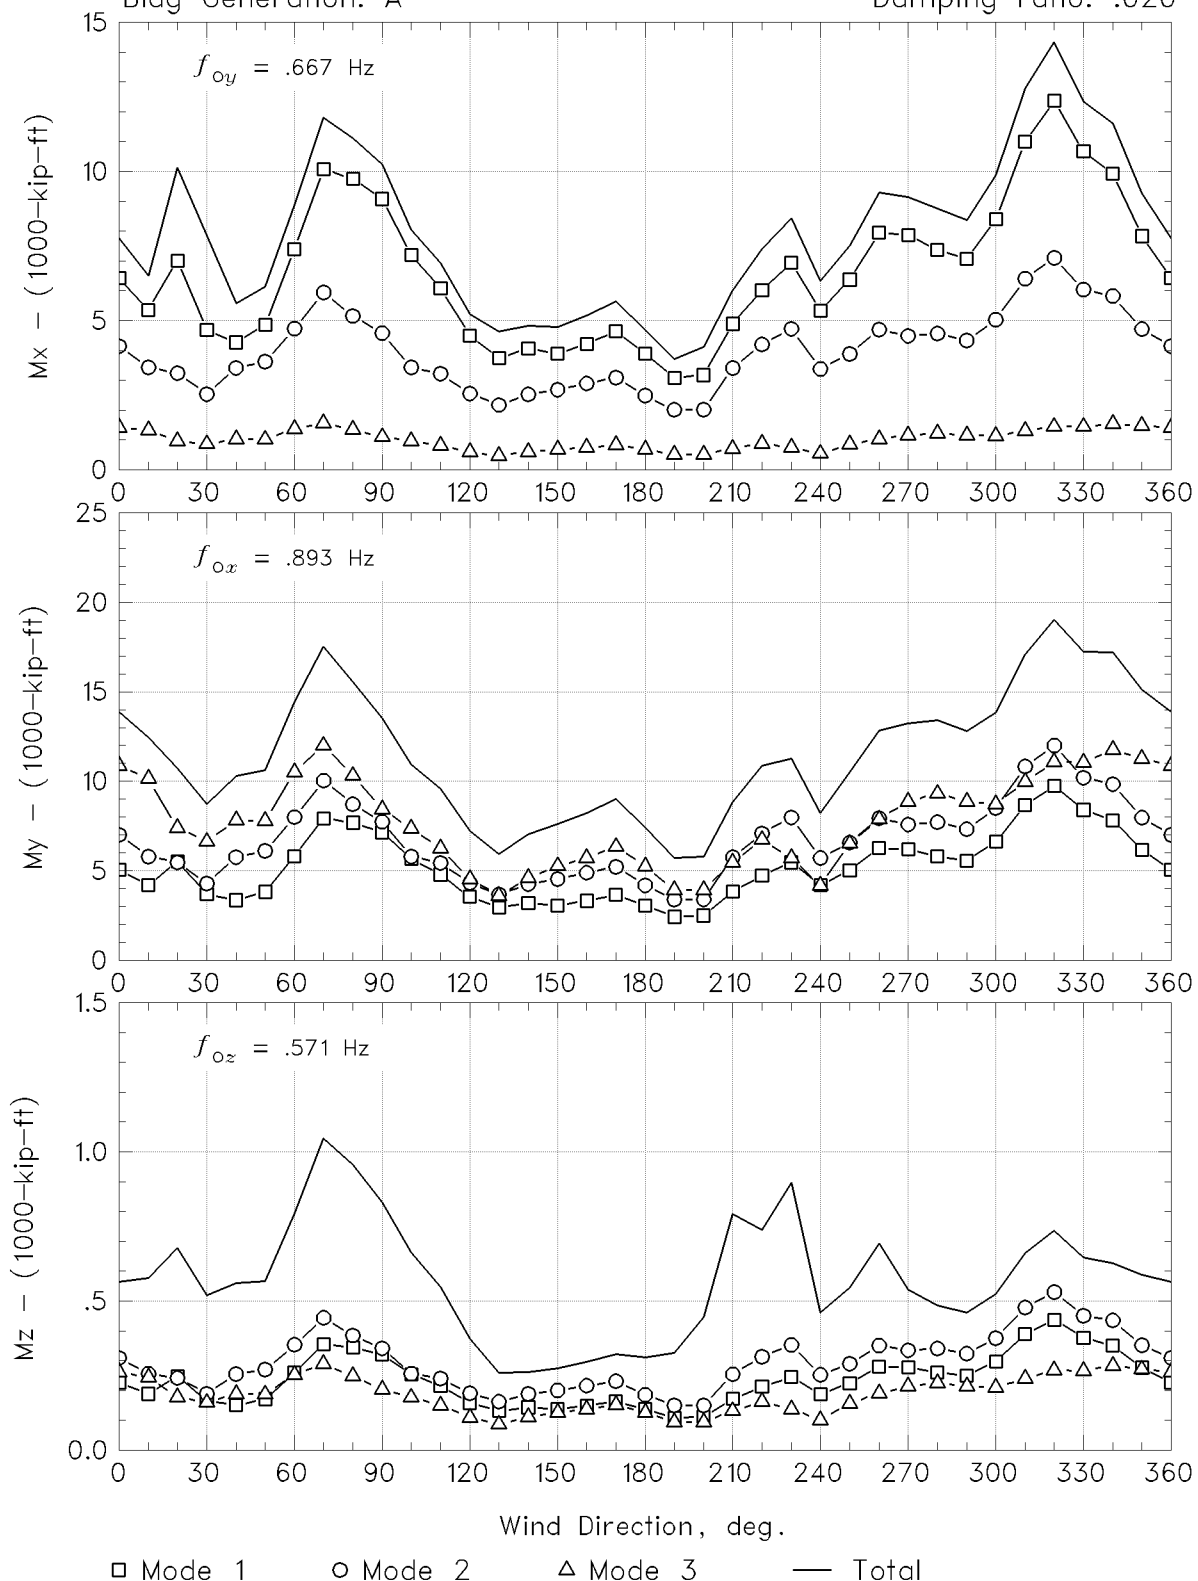 Bldg Generation: A Damping ratio: .020
15
f0y = .667 Hz
10
5
0
Mx – (1000–kip–ft)
0 30 60 90 120 150 180 210 240 270 300 330 360
25
f0x = .893 Hz
20
15
10
5
0
My – (1000–kip–ft)
0 30 60 90 120 150 180 210 240 270 300 330 360
1.5
f0z = .571 Hz
1.0
.5
0.0
Mz – (1000–kip–ft)
0 30 60 90 120 150 180 210 240 270 300 330 360
Wind Direction, deg.
Mode 1 Mode 2 Mode 3 Total